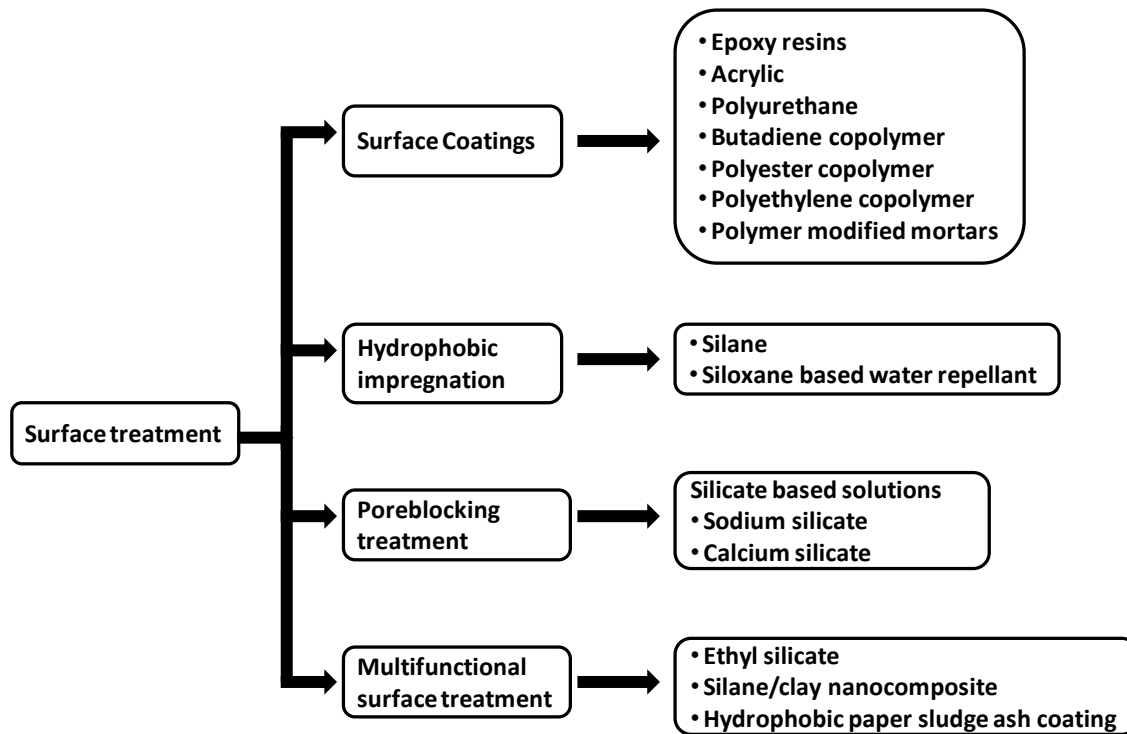 Surface treatment
Surface Coatings
• Epoxy resins
• Acrylic
• Polyurethane
• Butadiene copolymer
• Polyester copolymer
• Polyethylene copolymer
• Polymer modified mortars
Hydrophobic
impregnation
• Silane
• Siloxane based water repellant
Poreblocking
treatment
Silicate based solutions
• Sodium silicate
• Calcium silicate
Multifunctional
surface treatment
• Ethyl silicate
• Silane/clay nanocomposite
• Hydrophobic paper sludge ash coating